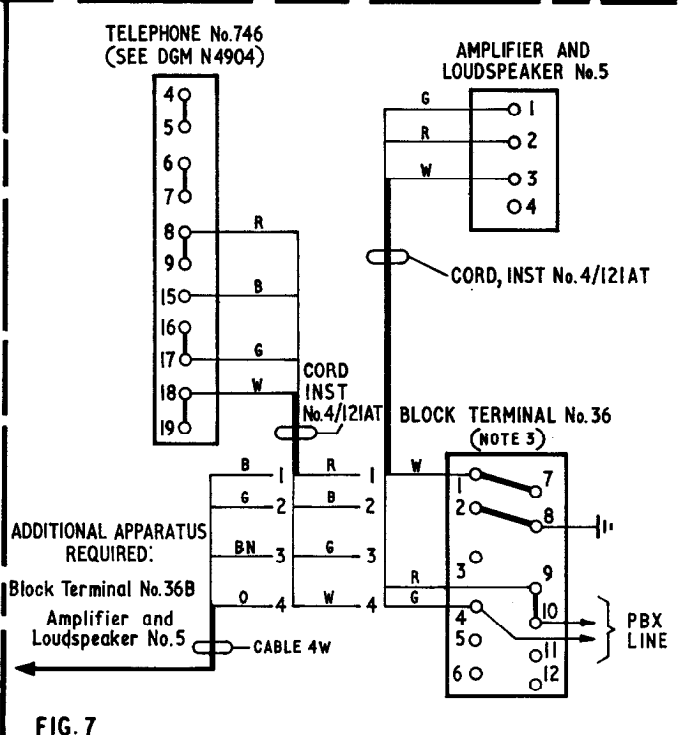 TELEPHONE No.746
(SEE DGM N4904)
4
5
6
7
8
9
15
16
17
18
19
R
B
G
W
AMPLIFIER AND
LOUDSPEAKER No.5
G
R
W
1
2
3
4
CORD, INST No.4/121AT
CORD
INST
No.4/121AT
BLOCK TERMINAL No.36
(NOTE 3)
B 1 R 1 W
G 2 B 2
BN 3 G 3
O 4 W 4
R
G
1
2
3
4
5
6
7
8
9
10
11
12
PBX
LINE
ADDITIONAL APPARATUS
REQUIRED:
Block Terminal No.36B
Amplifier and
Loudspeaker No.5
CABLE 4W
FIG. 7